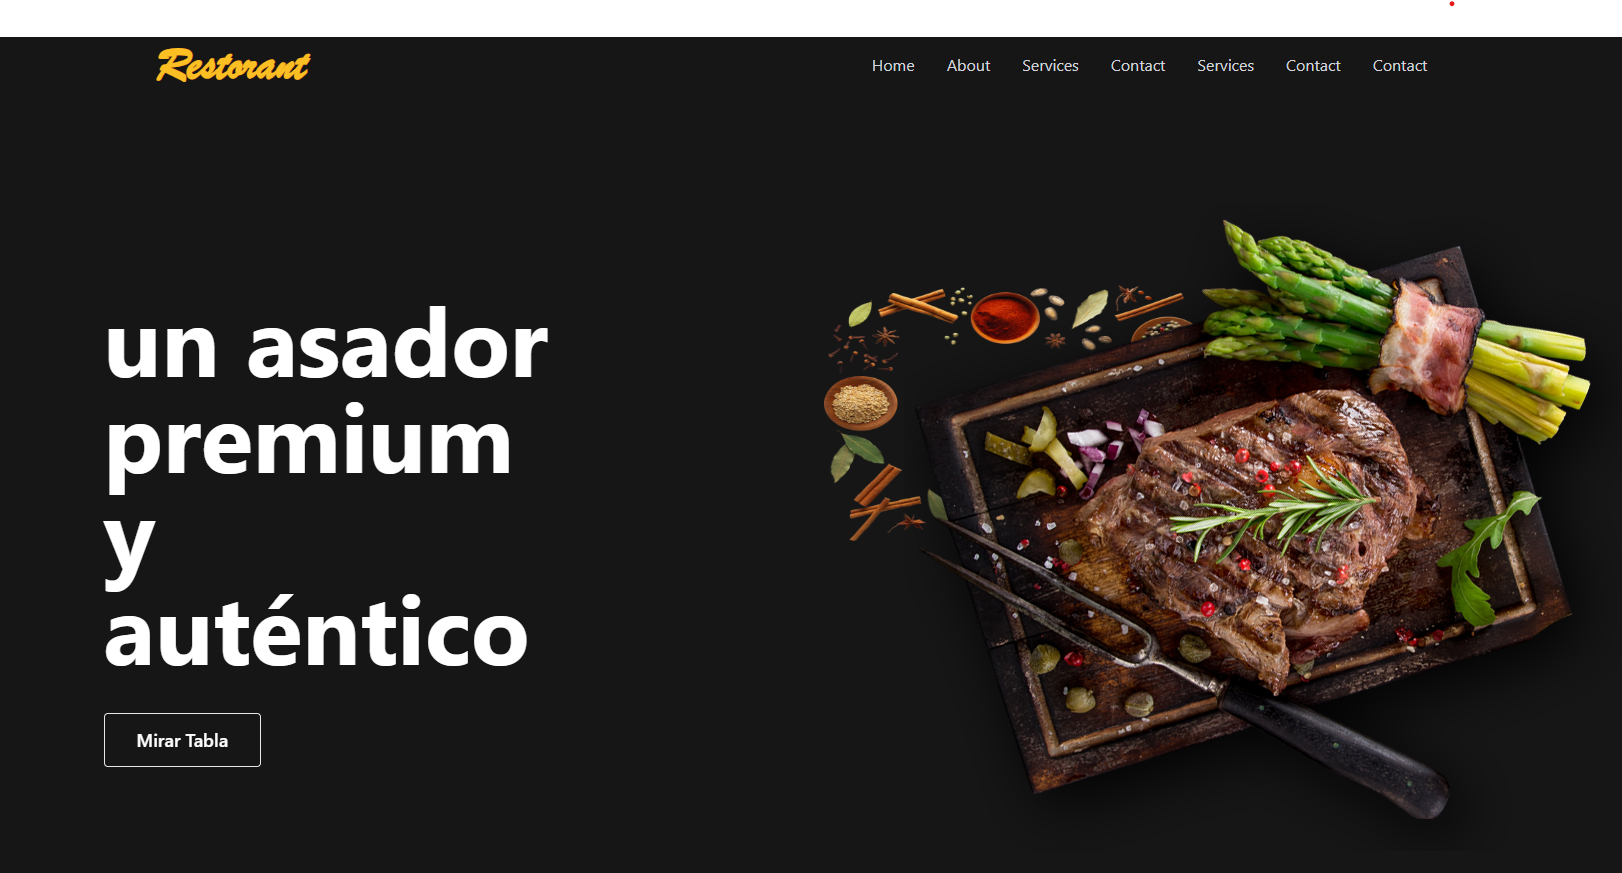 Restorant
Home About Services Contact Services Contact Contact
un asador
premium
y
auténtico
Mirar Tabla